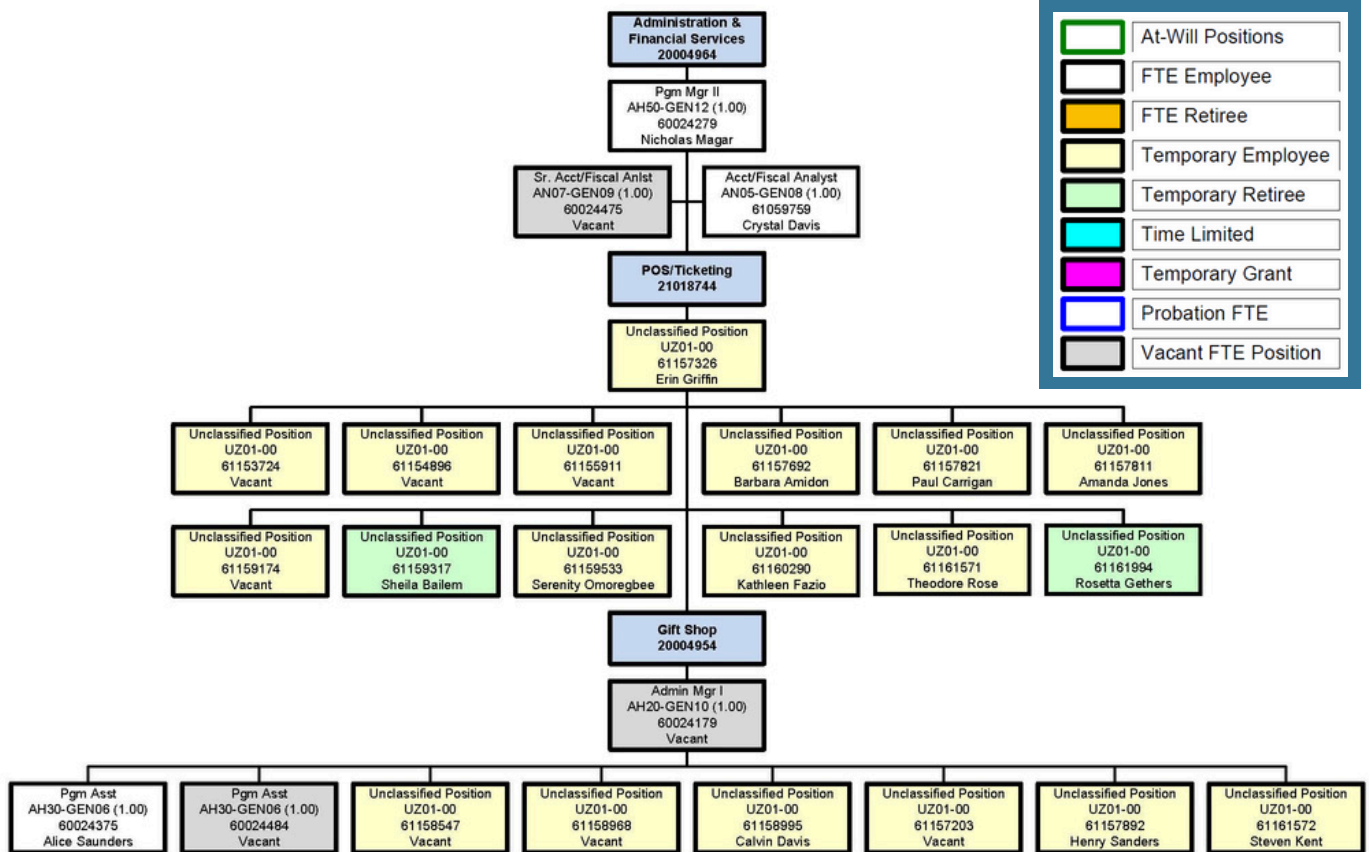 Administration &
Financial Services
20004964
Pgm Mgr II
AH50-GEN12 (1.00)
60024279
Nicholas Magar
Sr. Acct/Fiscal Anlst
AN07-GEN09 (1.00)
60024475
Vacant
Acct/Fiscal Analyst
AN05-GEN08 (1.00)
61059759
Crystal Davis
POS/Ticketing
21018744
Unclassified Position
UZ01-00
61157326
Erin Griffin
Unclassified Position
UZ01-00
61153724
Vacant
Unclassified Position
UZ01-00
61154896
Vacant
Unclassified Position
UZ01-00
61155911
Vacant
Unclassified Position
UZ01-00
61157692
Barbara Amidon
Unclassified Position
UZ01-00
61157821
Paul Carrigan
Unclassified Position
UZ01-00
61157811
Amanda Jones
Unclassified Position
UZ01-00
61159174
Vacant
Unclassified Position
UZ01-00
61159317
Sheila Bailem
Unclassified Position
UZ01-00
61159533
Serenity Omoregbee
Unclassified Position
UZ01-00
61160290
Kathleen Fazio
Unclassified Position
UZ01-00
61161571
Theodore Rose
Unclassified Position
UZ01-00
61161994
Rosetta Gethers
Gift Shop
20004954
Admin Mgr I
AH20-GEN10 (1.00)
60024179
Vacant
Pgm Asst
AH30-GEN06 (1.00)
60024375
Alice Saunders
Pgm Asst
AH30-GEN06 (1.00)
60024484
Vacant
Unclassified Position
UZ01-00
61158547
Vacant
Unclassified Position
UZ01-00
61158968
Vacant
Unclassified Position
UZ01-00
61158995
Calvin Davis
Unclassified Position
UZ01-00
61157203
Vacant
Unclassified Position
UZ01-00
61157892
Henry Sanders
Unclassified Position
UZ01-00
61161572
Steven Kent
At-Will Positions
FTE Employee
FTE Retiree
Temporary Employee
Temporary Retiree
Time Limited
Temporary Grant
Probation FTE
Vacant FTE Position